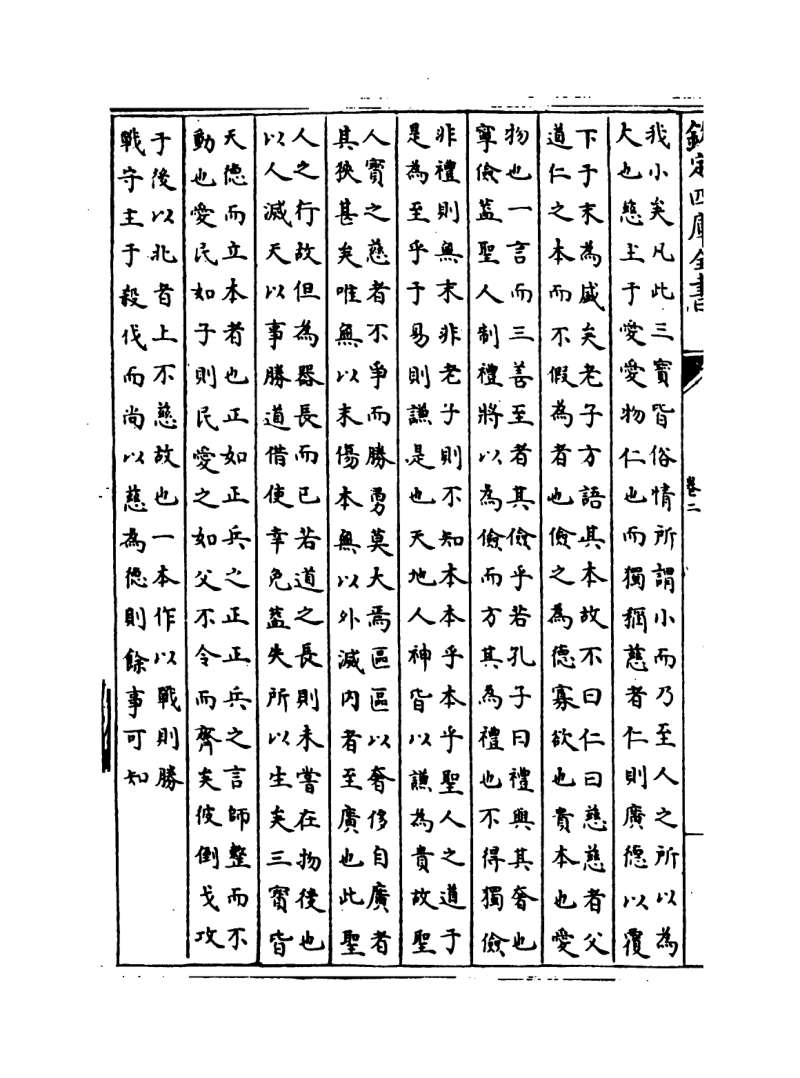 欽定四庫全書
卷二
我小矣凡此三寶皆俗情所謂小而乃至人之所以為
大也慈主于愛愛物仁也而獨稱慈者仁則廣德以覆
下于末為盛矣老子方語其本故不曰仁曰慈慈者父
道仁之本而不假為者也儉之為德寡欲也貴本也愛
物也一言而三善至者其儉乎若孔子曰禮與其奢也
寧儉蓋聖人制禮將以為儉而方其為禮也不得獨儉
非禮則無末非老子則不知本本乎本乎聖人之道于
是為至乎于易則謙是也天地人神皆以謙為貴故聖
人寶之慈者不爭而勝勇莫大焉區區以奢侈自廣者
其狹甚矣唯無以末傷本無以外減內者至廣也此聖
人之行故但為器長而已若道之長則未嘗在物後也
以人滅天以事勝道借使幸免蓋失所以生矣三寶皆
天德而立本者也正如正兵之正正兵之言師整而不
動也愛民如子則民愛之如父不令而齊矣彼倒戈攻
于後以北者上不慈故也一本作以戰則勝
戰守主于殺伐而尚以慈為德則餘事可知